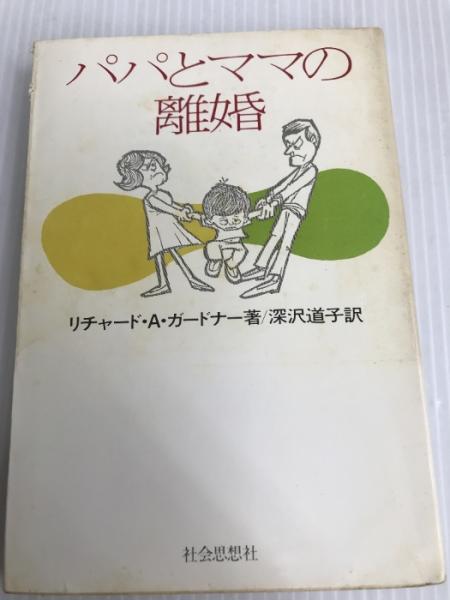 パパとママの
離婚
リチャード・A・ガードナー著/深沢道子訳
社会思想社